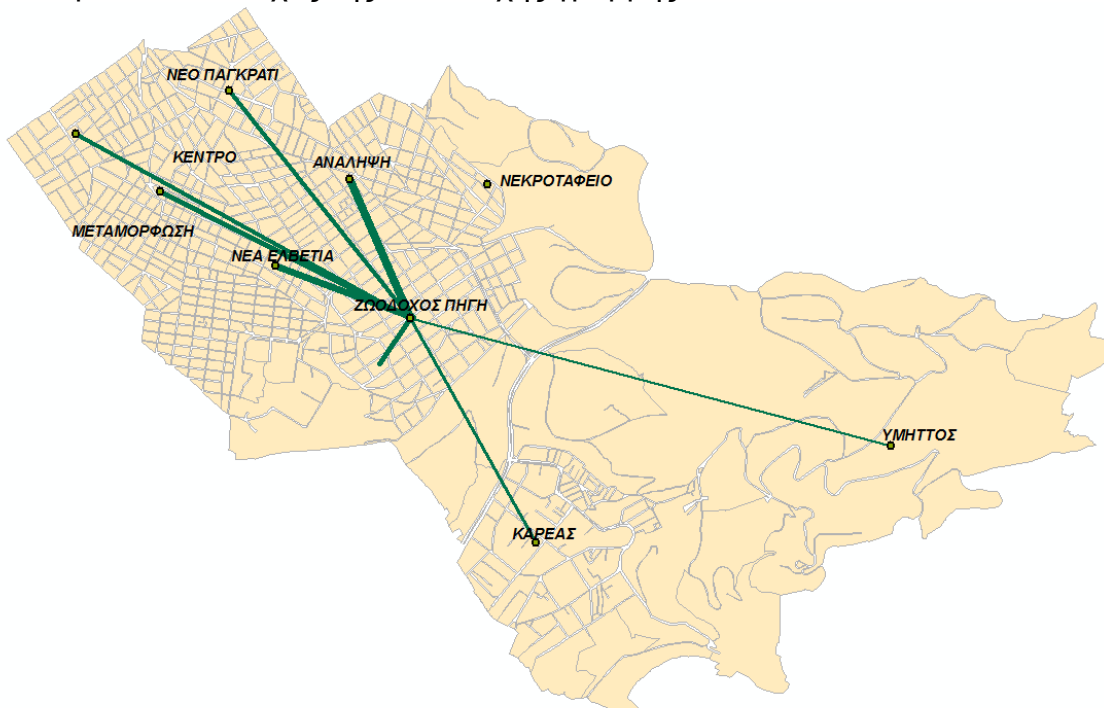 ΝΕΟ ΠΑΓΚΡΑΤΙ
ΚΕΝΤΡΟ
ΑΝΑΛΗΨΗ
ΝΕΚΡΟΤΑΦΕΙΟ
ΜΕΤΑΜΟΡΦΩΣΗ
ΝΕΑ ΕΛΒΕΤΙΑ
ΖΩΟΔΟΧΟΣ ΠΗΓΗ
ΥΜΗΤΤΟΣ
ΚΑΡΕΑΣ